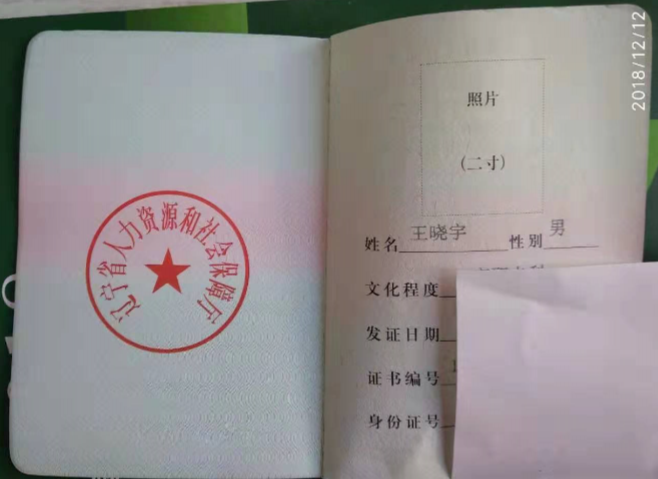 辽宁省人力资源和社会保障厅
2018/12/12
照片
(二寸)
姓名 王晓宇 性别 男
文化程度
发证日期
证书编号
身份证号